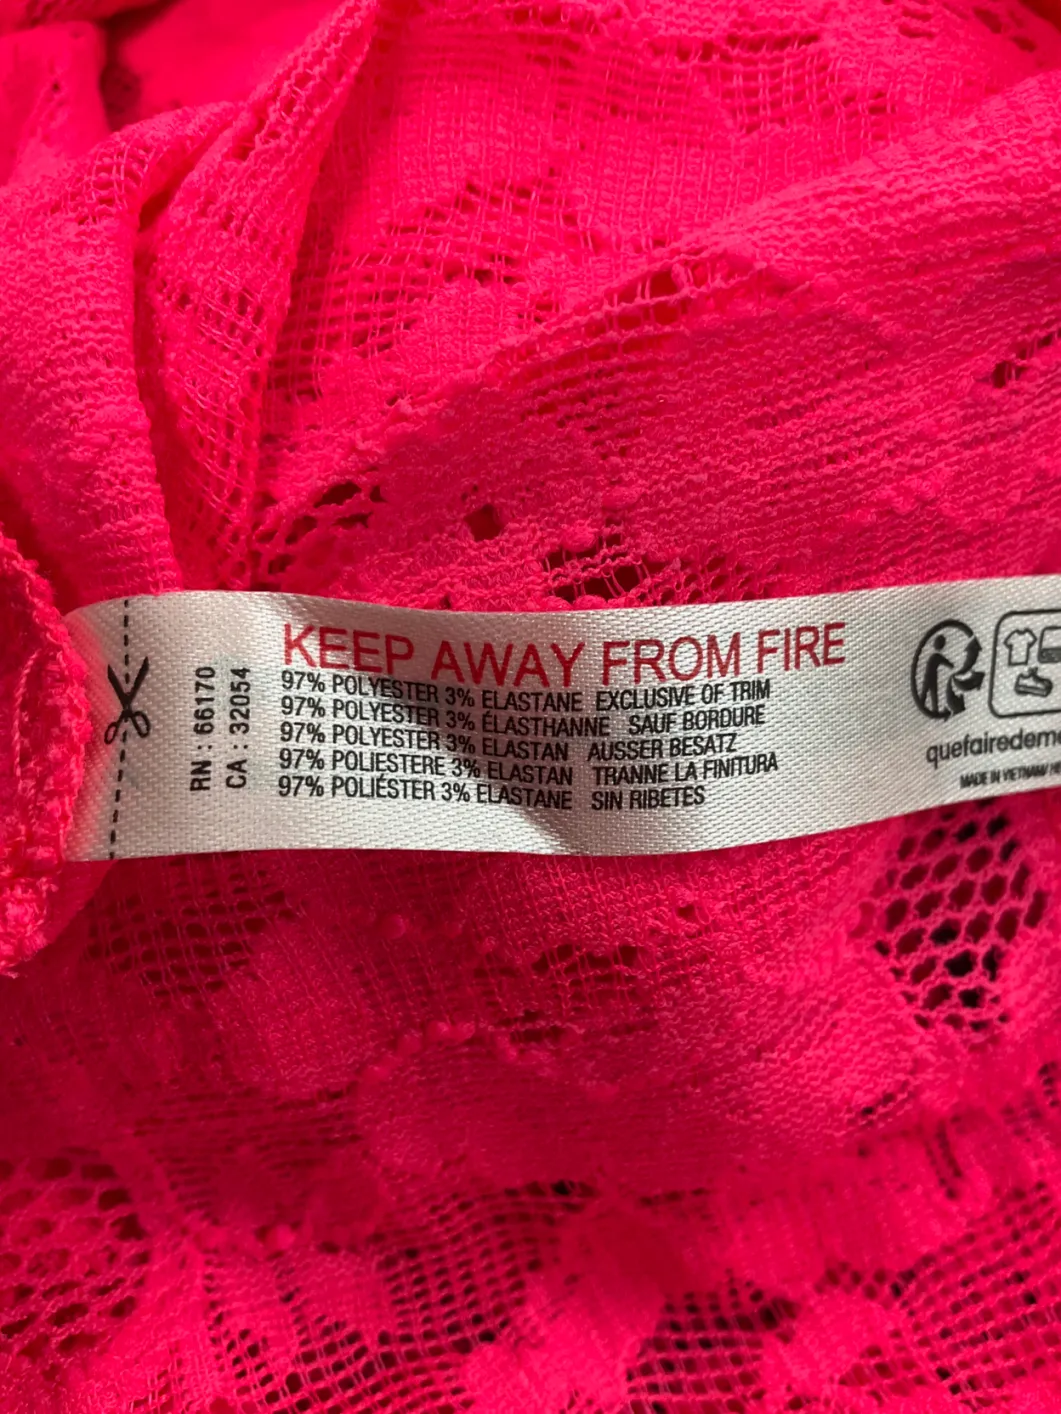 RN : 66170
CA : 32054
KEEP AWAY FROM FIRE
97% POLYESTER 3% ELASTANE EXCLUSIVE OF TRIM
97% POLYESTER 3% ÉLASTHANNE SAUF BORDURE
97% POLYESTER 3% ELASTAN AUSSER BESATZ
97% POLIESTERE 3% ELASTAN TRANNE LA FINITURA
97% POLIÉSTER 3% ELASTANE SIN RIBETES
quefairedeme
MADE IN VIETNAM/